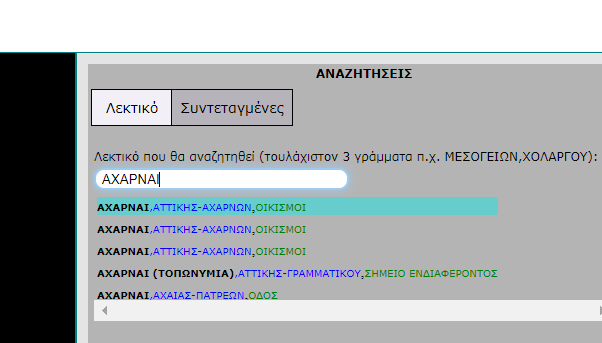 ΑΝΑΖΗΤΗΣΕΙΣ
Λεκτικό Συντεταγμένες
Λεκτικό που θα αναζητηθεί (τουλάχιστον 3 γράμματα π.χ. ΜΕΣΟΓΕΙΩΝ,ΧΟΛΑΡΓΟΥ):
ΑΧΑΡΝΑΙ
ΑΧΑΡΝΑΙ,ΑΤΤΙΚΗΣ-ΑΧΑΡΝΩΝ,ΟΙΚΙΣΜΟΙ
ΑΧΑΡΝΑΙ,ΑΤΤΙΚΗΣ-ΑΧΑΡΝΩΝ,ΟΙΚΙΣΜΟΙ
ΑΧΑΡΝΑΙ,ΑΤΤΙΚΗΣ-ΑΧΑΡΝΩΝ,ΟΙΚΙΣΜΟΙ
ΑΧΑΡΝΑΙ (ΤΟΠΩΝΥΜΙΑ),ΑΤΤΙΚΗΣ-ΓΡΑΜΜΑΤΙΚΟΥ,ΣΗΜΕΙΟ ΕΝΔΙΑΦΕΡΟΝΤΟΣ
ΑΧΑΡΝΑΙ,ΑΧΑΙΑΣ-ΠΑΤΡΕΩΝ,ΟΔΟΣ